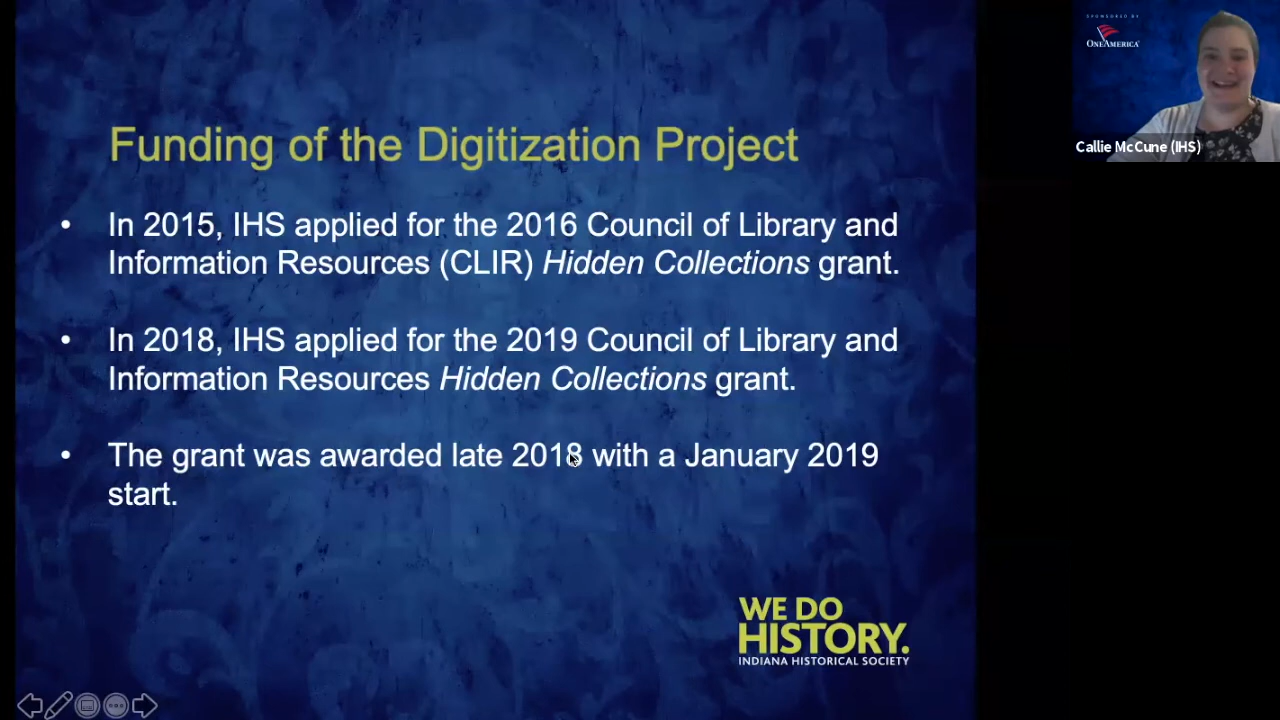 SPONSORED BY
ONEAMERICA
Callie McCune (IHS)
Funding of the Digitization Project
• In 2015, IHS applied for the 2016 Council of Library and
Information Resources (CLIR) Hidden Collections grant.
• In 2018, IHS applied for the 2019 Council of Library and
Information Resources Hidden Collections grant.
• The grant was awarded late 2018 with a January 2019
start.
WE DO
HISTORY.
INDIANA HISTORICAL SOCIETY